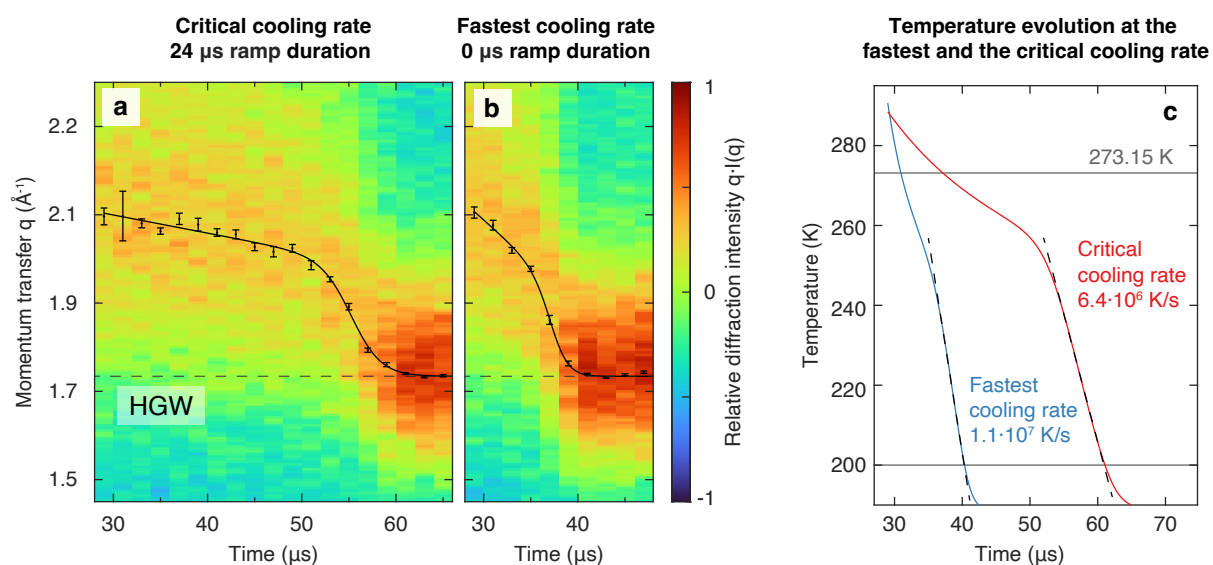 Critical cooling rate
24 µs ramp duration
Fastest cooling rate
0 µs ramp duration
Temperature evolution at the
fastest and the critical cooling rate
a
b
c
HGW
2.2
2.1
1.9
1.7
1.5
Momentum transfer q (Å⁻¹)
30
40
50
60
Time (µs)
30
40
Time (µs)
1
0
-1
Relative diffraction intensity q·I(q)
280
260
240
220
200
Temperature (K)
273.15 K
Critical
cooling rate
6.4·10⁶ K/s
Fastest
cooling rate
1.1·10⁷ K/s
30
40
50
60
70
Time (µs)